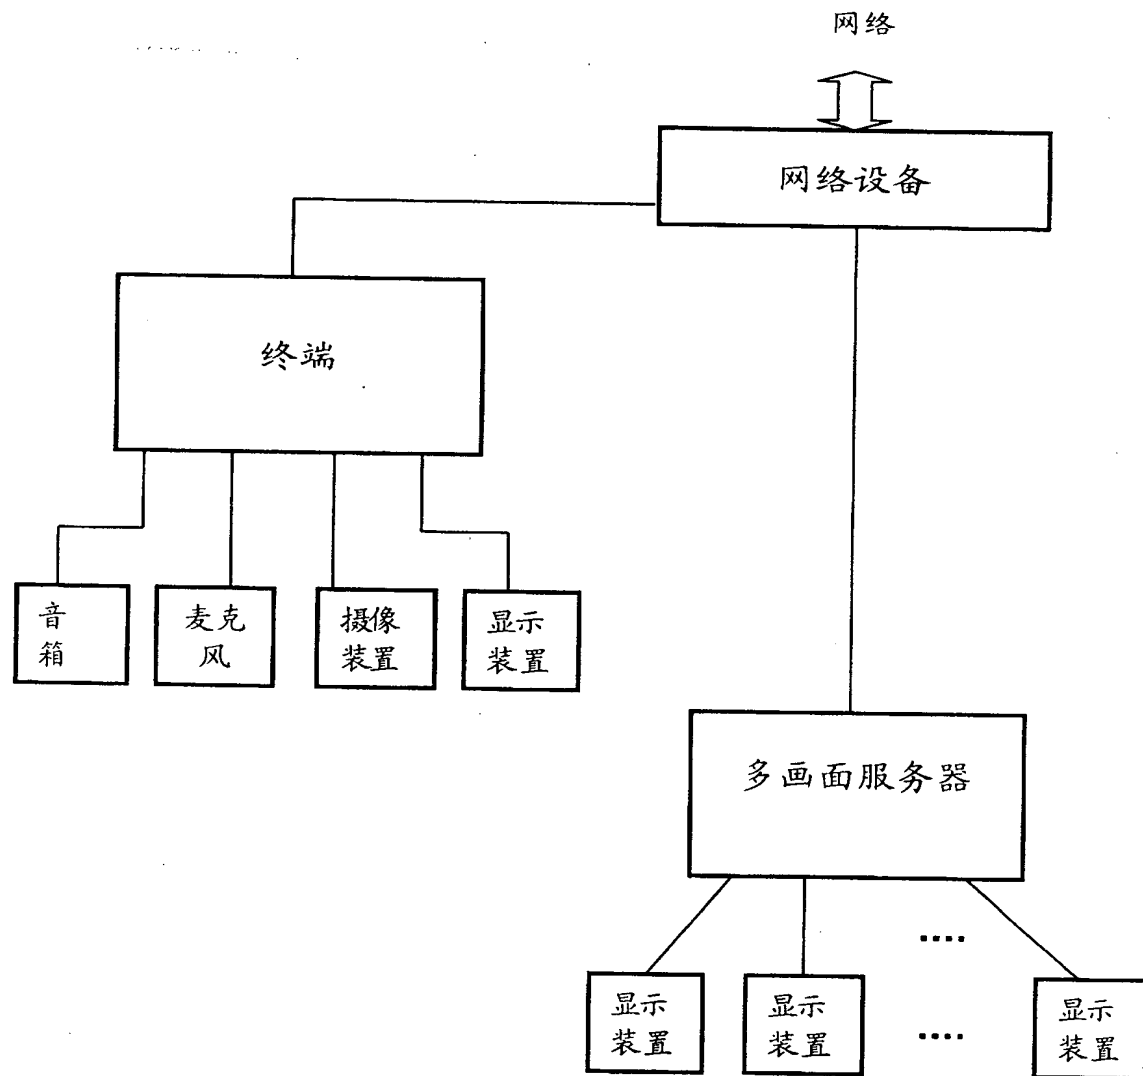 网络
网络设备
终端
音
箱
麦克
风
摄像
装置
显示
装置
多画面服务器
....
显示
装置
显示
装置
....
显示
装置